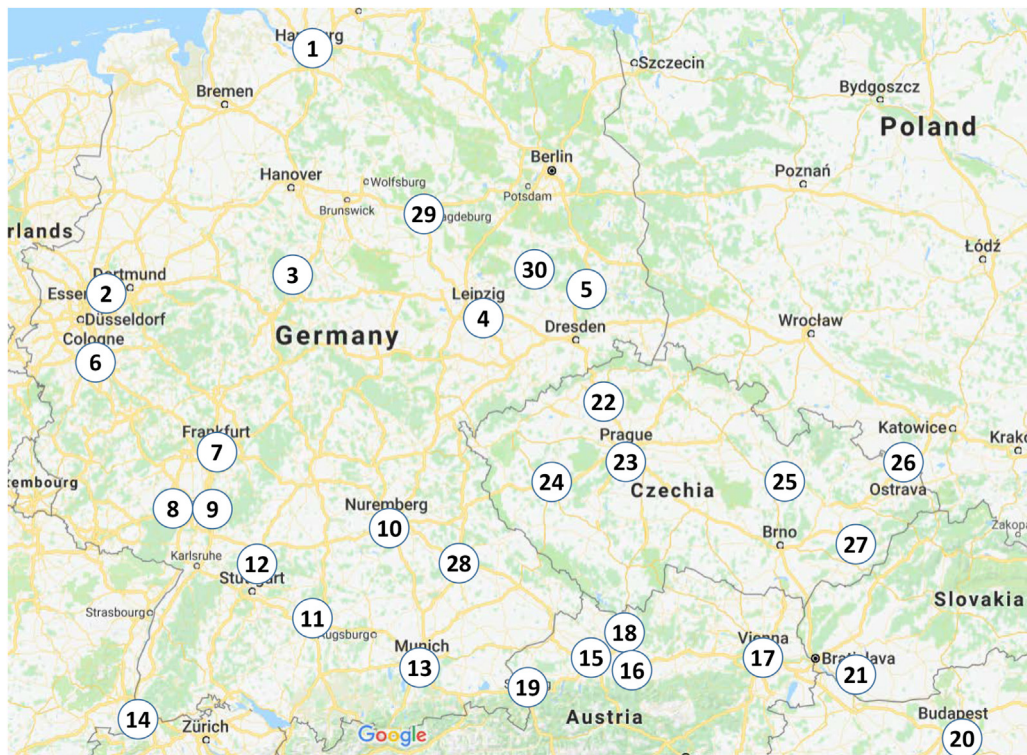 Hamburg
1
Szczecin
Bremen
Bydgoszcz
Poland
Berlin
Hanover
Wolfsburg
Potsdam
Poznań
Brunswick
29
agdeburg
rlands
Łódź
3
30
Dortmund
Essen
2
5
Leipzig
4
Düsseldorf
Wrocław
Germany
Dresden
Cologne
6
22
Frankfurt
7
Prague
Katowice
Krako
23
26
xembourg
24
Czechia
25
Ostrava
8
9
Nuremberg
10
Zakopa
Brno
27
Karlsruhe
12
28
Stuttgart
Slovakia
Strasbourg
11
ugsburg
18
Vienna
Munich
13
15
16
17
Bratislava
21
19
Austria
14
Zürich
Budapest
20
Google